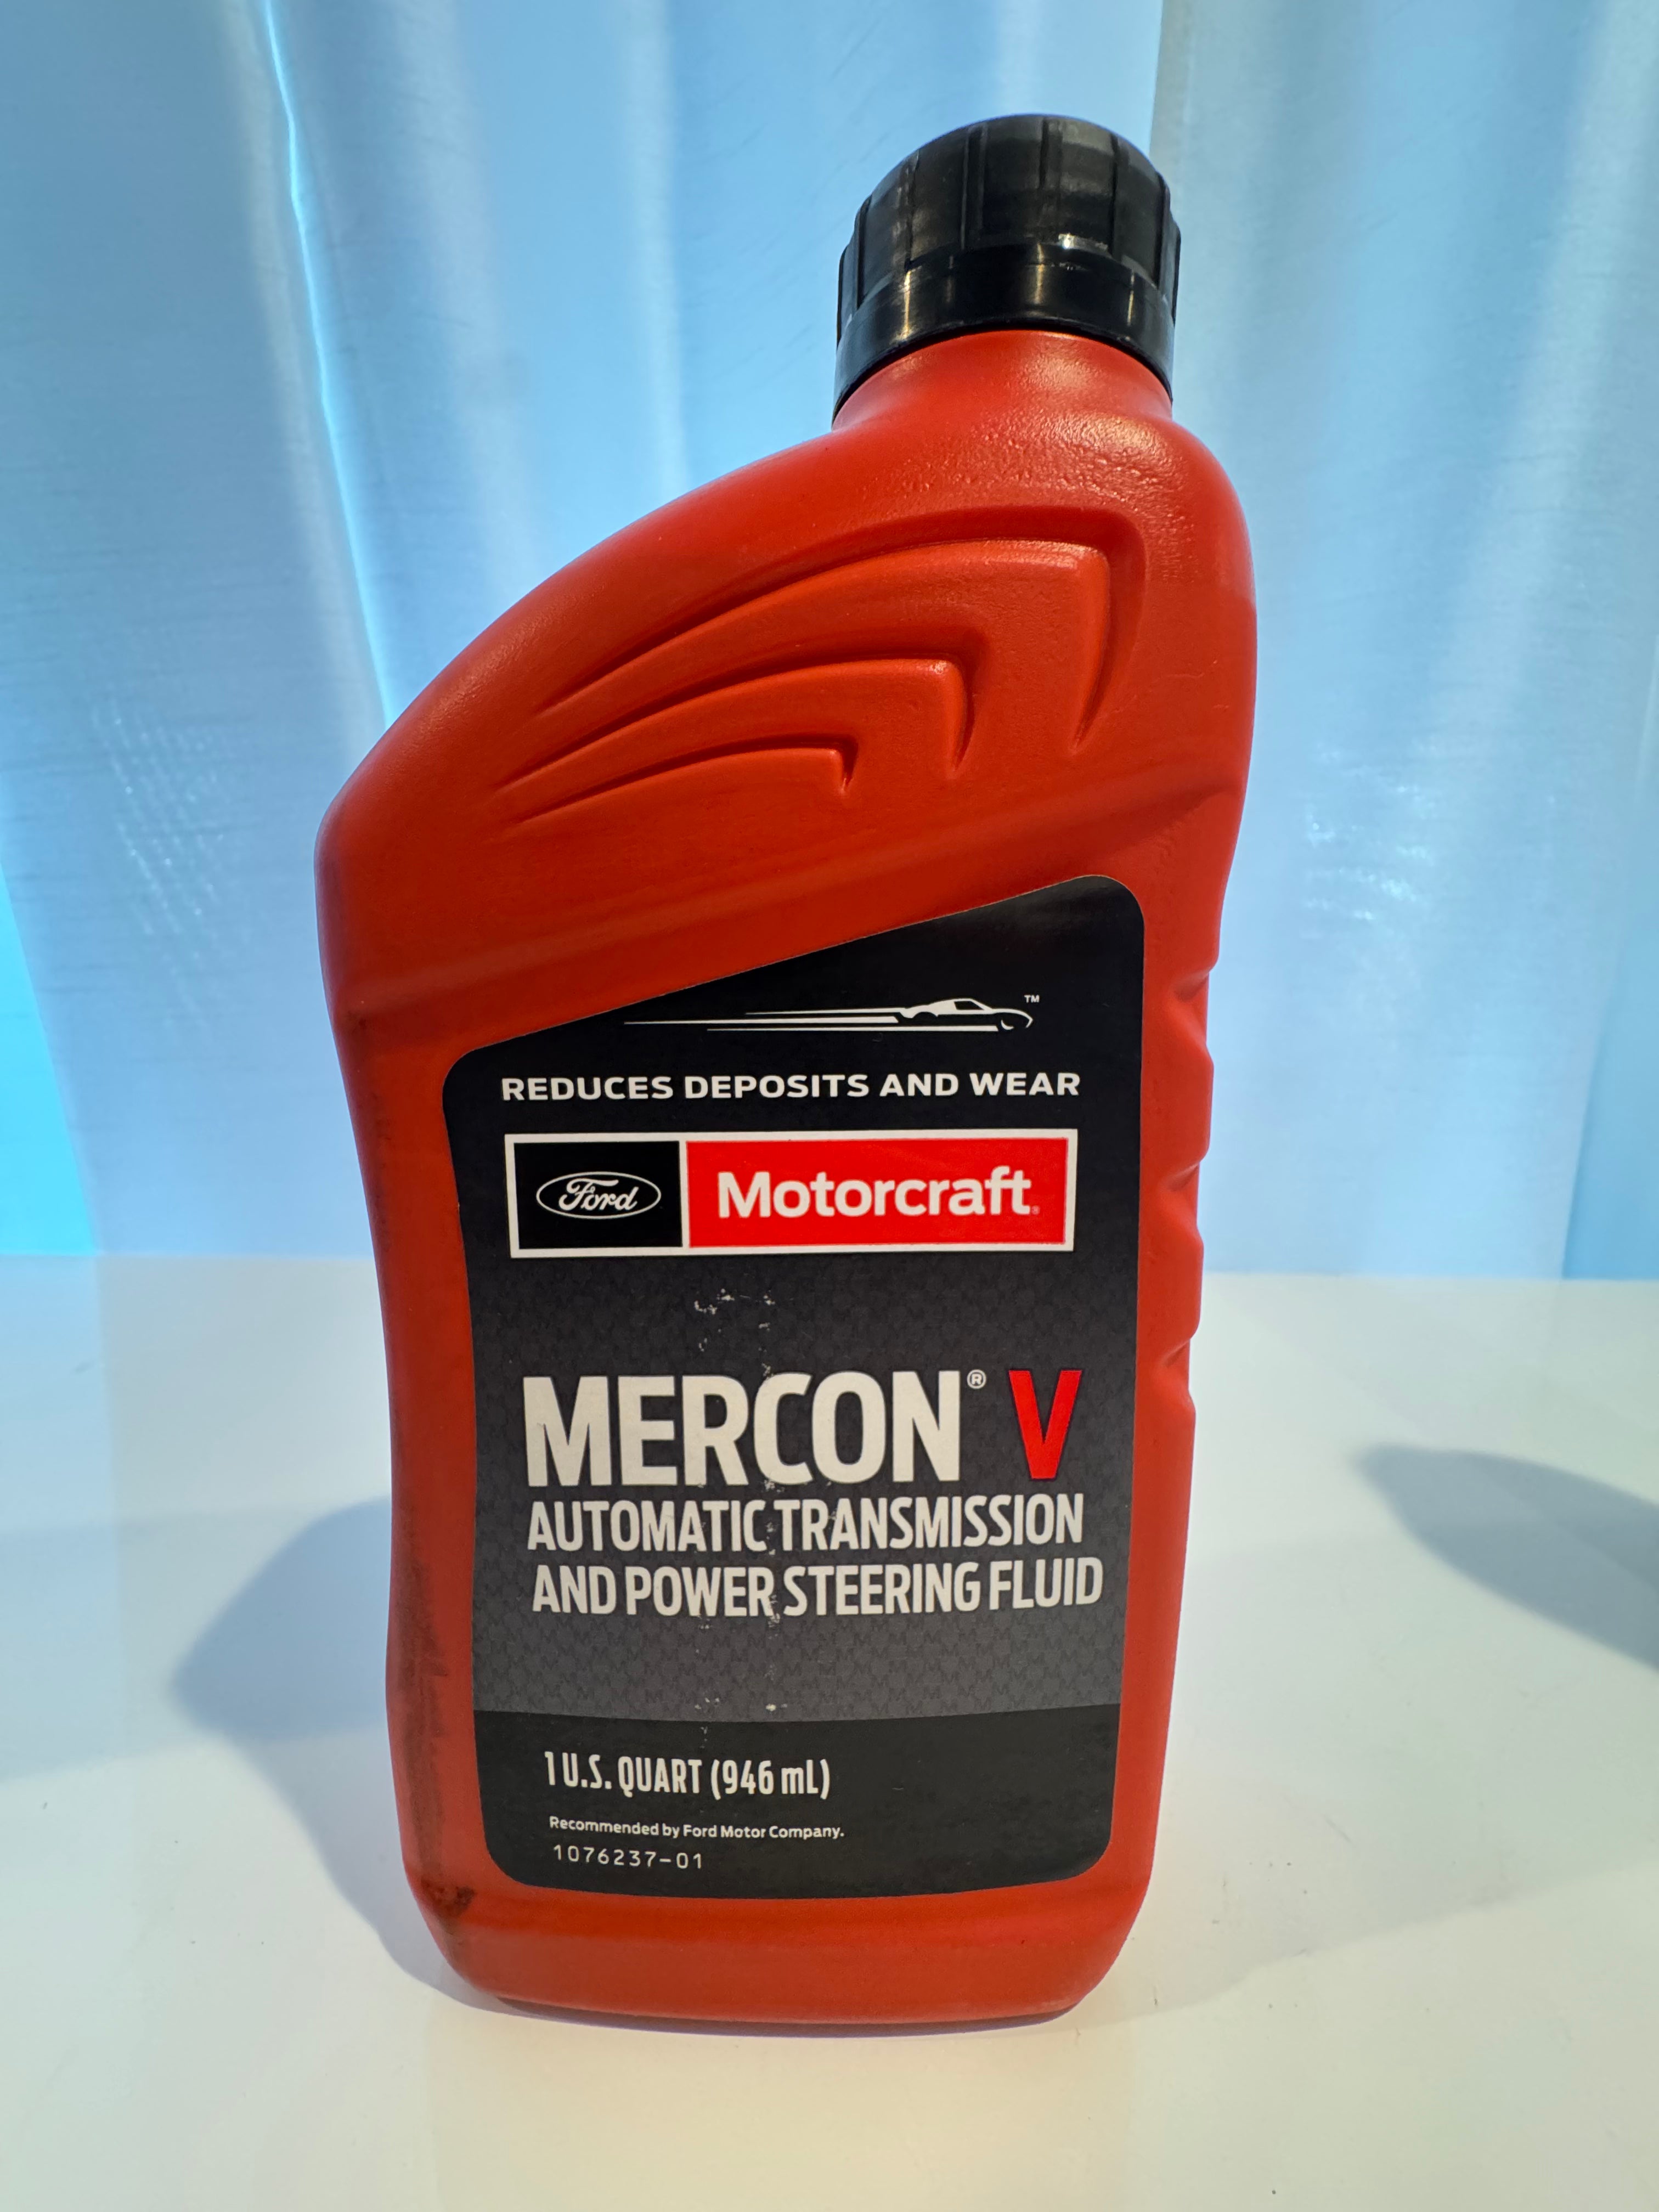 ™
REDUCES DEPOSITS AND WEAR
Ford Motorcraft®
MERCON® V
AUTOMATIC TRANSMISSION
AND POWER STEERING FLUID
1 U.S. QUART (946 mL)
Recommended by Ford Motor Company.
1076237-01